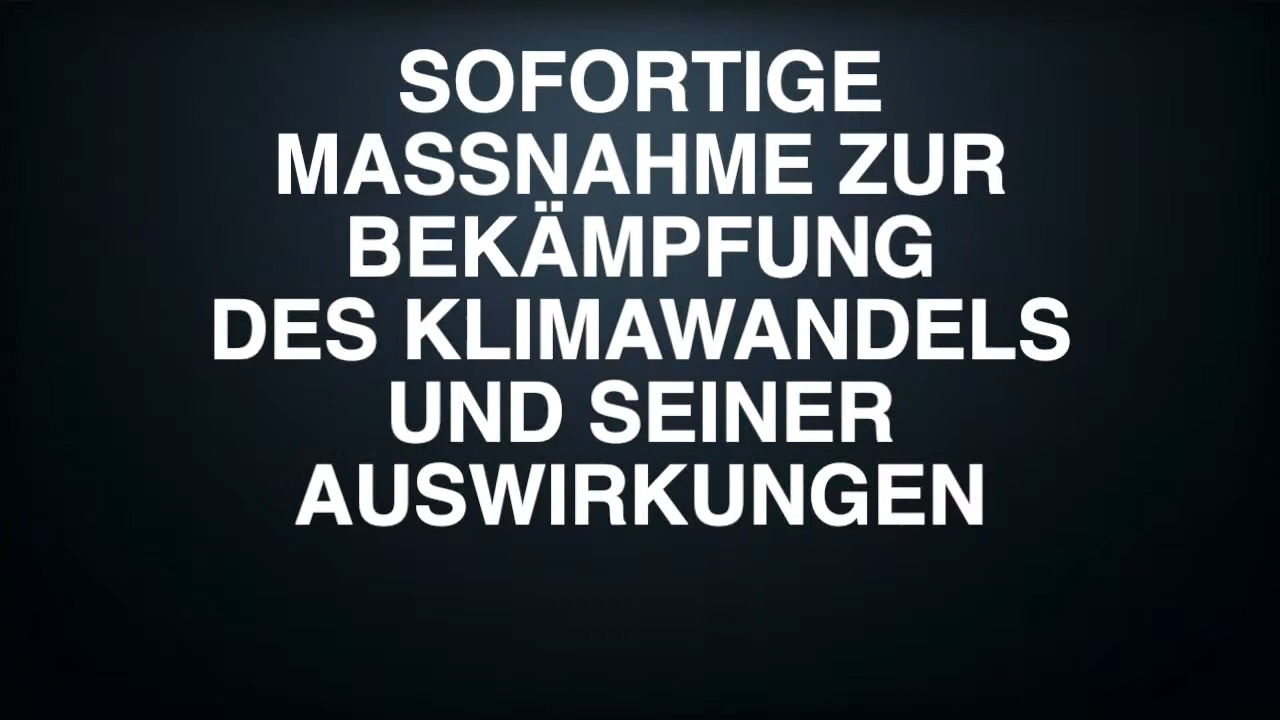 SOFORTIGE
MASSNAHME ZUR
BEKÄMPFUNG
DES KLIMAWANDELS
UND SEINER
AUSWIRKUNGEN